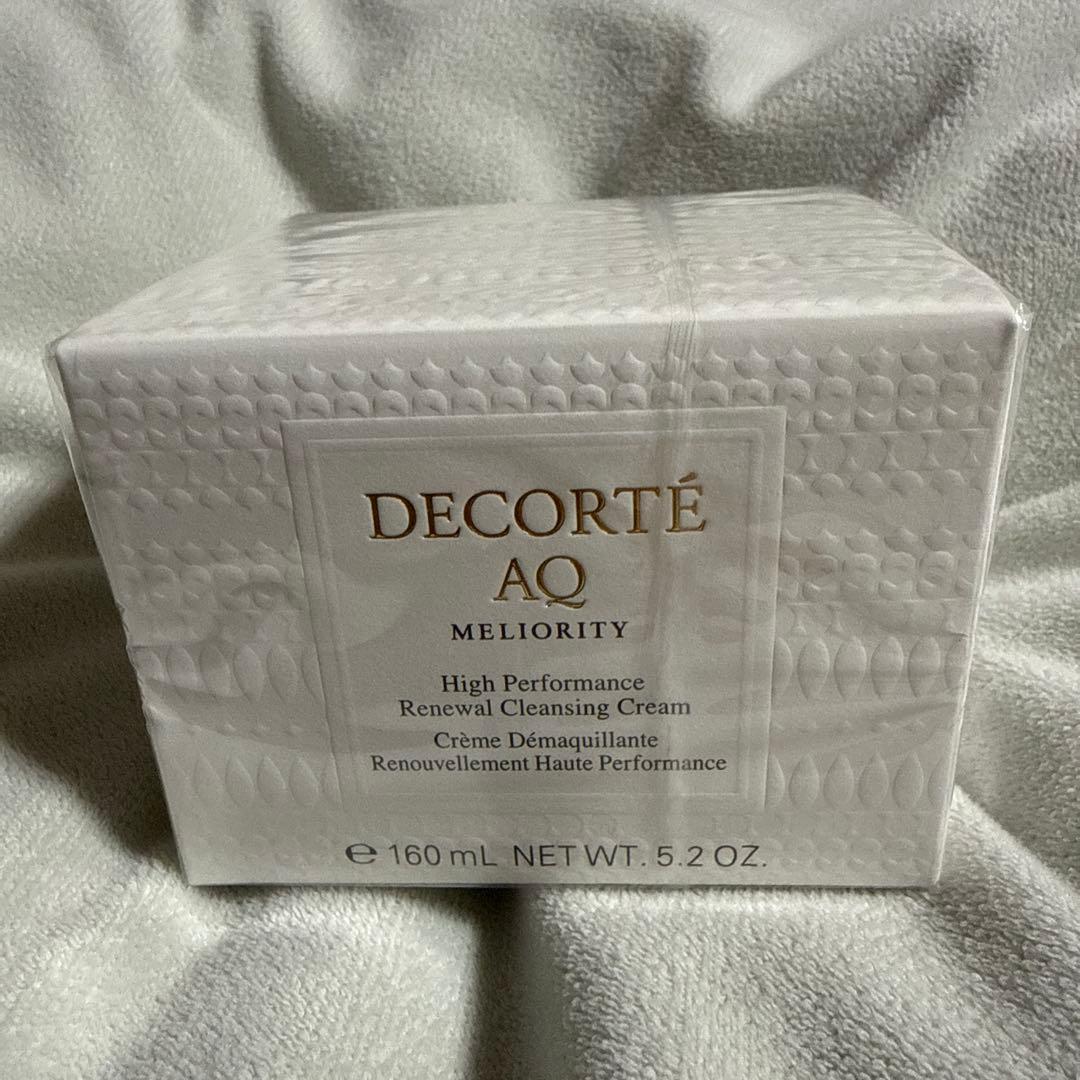 DECORTÉ
AQ
MELIORITY
High Performance
Renewal Cleansing Cream
Crème Démaquillante
Renouvellement Haute Performance
℮ 160 mL NET WT. 5.2 OZ.